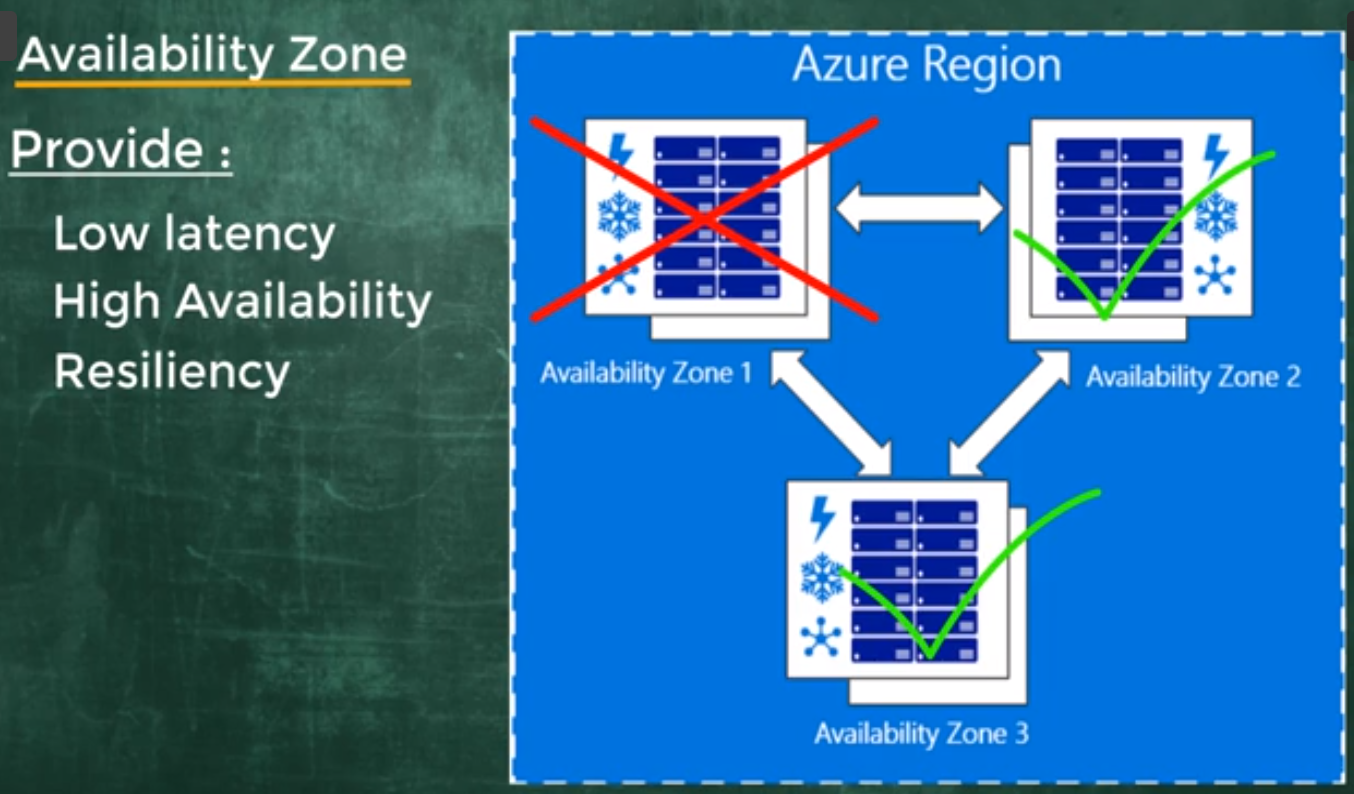 Availability Zone
Provide :
Low latency
High Availability
Resiliency
Azure Region
Availability Zone 1
Availability Zone 2
Availability Zone 3